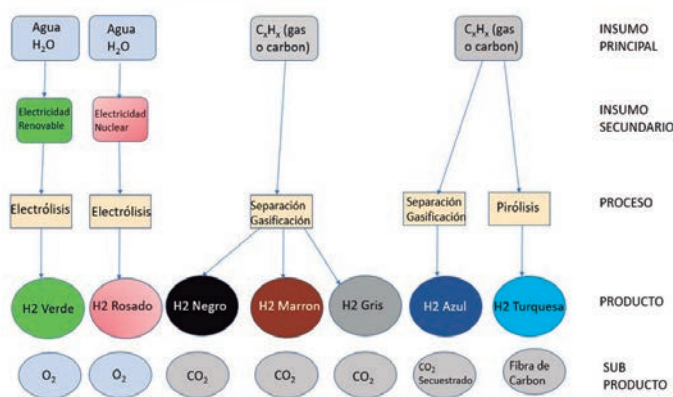 Agua
H₂O
Agua
H₂O
CₓHₓ (gas
o carbon)
CₓHₓ (gas
o carbon)
INSUMO
PRINCIPAL
Electricidad
Renovable
Electricidad
Nuclear
INSUMO
SECUNDARIO
Electrólisis
Electrólisis
Separación
Gasificación
Separación
Gasificación
Pirólisis
PROCESO
H2 Verde
H2 Rosado
H2 Negro
H2 Marron
H2 Gris
H2 Azul
H2 Turquesa
PRODUCTO
O₂
O₂
CO₂
CO₂
CO₂
CO₂
Secuestrado
Fibra de
Carbon
SUB
PRODUCTO